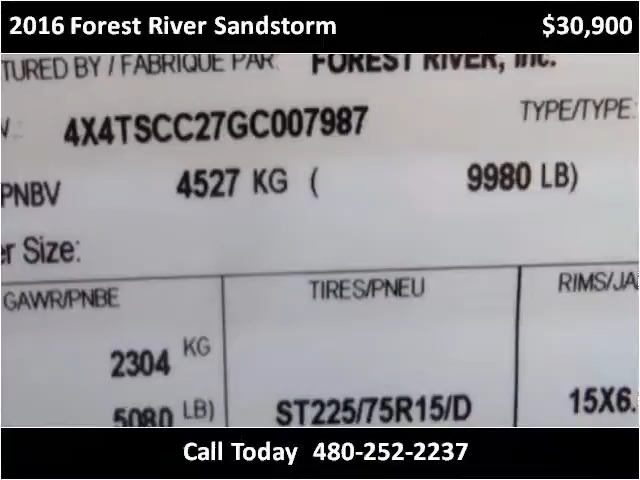 2016 Forest River Sandstorm $30,900
TURED BY / FABRIQUE PAR FOREST RIVER, Inc.
4X4TSCC27GC007987 TYPE/TYPE
PNBV 4527 KG ( 9980 LB)
er Size:
GAWR/PNBE TIRES/PNEU RIMS/JA
2304 KG
5080 LB) ST225/75R15/D 15X6.
Call Today 480-252-2237